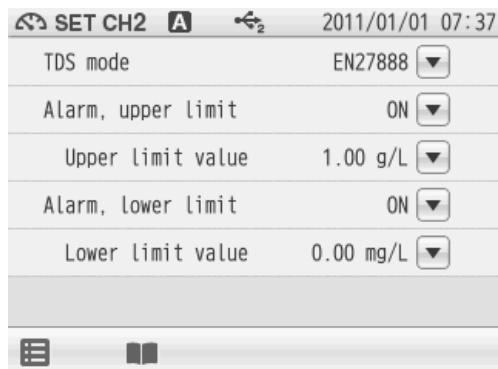 SET CH2 A 2 2011/01/01 07:37
TDS mode EN27888
Alarm, upper limit ON
Upper limit value 1.00 g/L
Alarm, lower limit ON
Lower limit value 0.00 mg/L